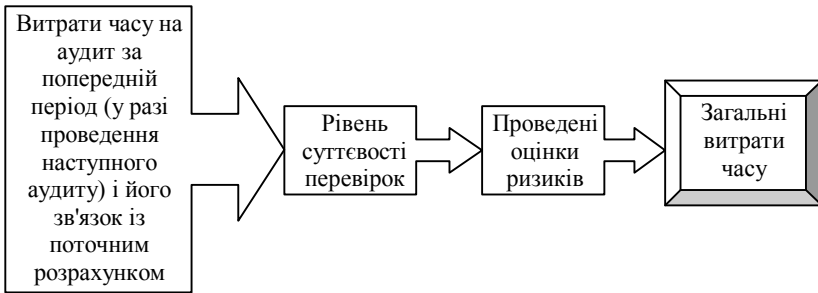 Витрати часу на
аудит за
попередній
період (у разі
проведення
наступного
аудиту) і його
зв'язок із
поточним
розрахунком
Рівень
суттєвості
перевірок
Проведені
оцінки
ризиків
Загальні
витрати
часу